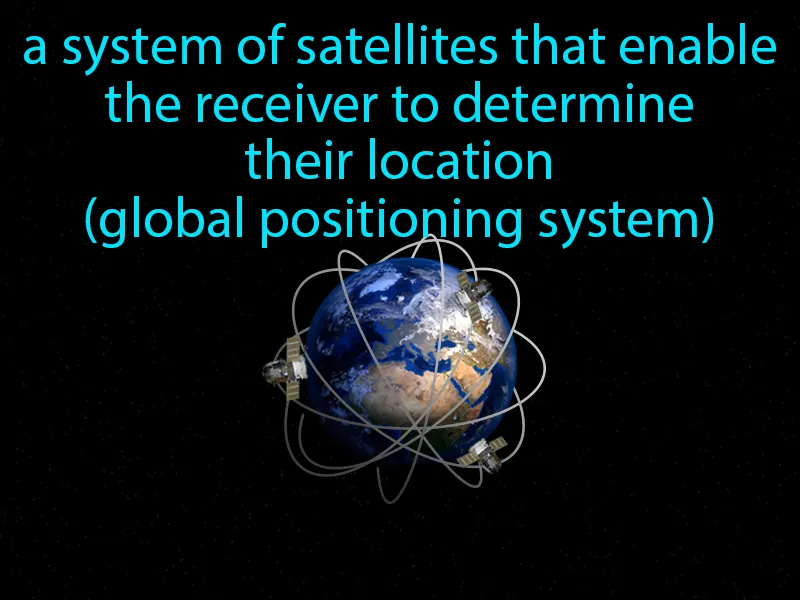 a system of satellites that enable
the receiver to determine
their location
(global positioning system)